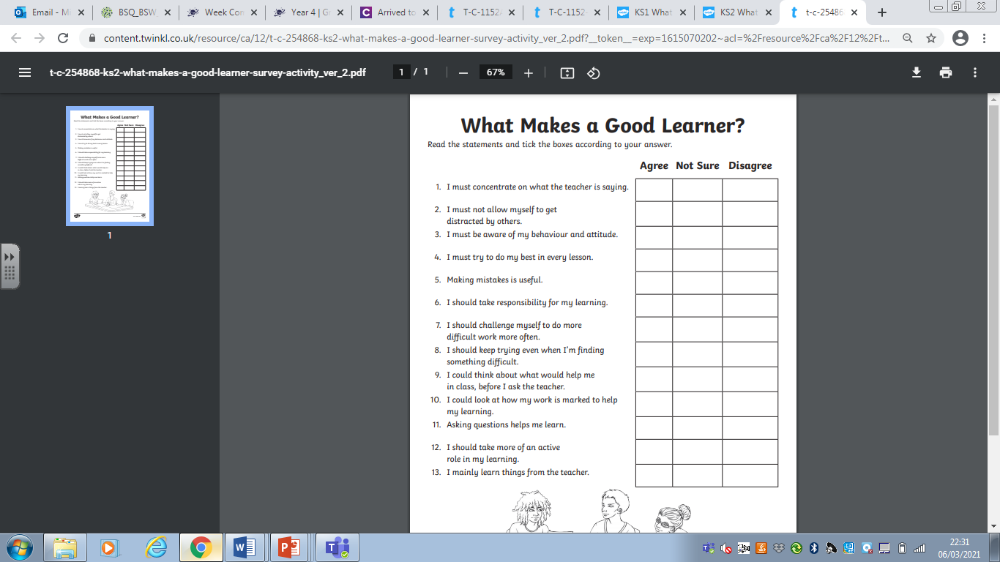 Email - M
BSQ_BSW_
Week Con
Year 4 | Gr
Arrived to
T-C-1152
T-C-1152-
KS1 What
KS2 What
t-c-25486
content.twinkl.co.uk/resource/ca/12/t-c-254868-ks2-what-makes-a-good-learner-survey-activity_ver_2.pdf?__token__=exp=1615070202~acl=%2Fresource%2Fca%2F12%2Ft...
t-c-254868-ks2-what-makes-a-good-learner-survey-activity_ver_2.pdf
1 / 1
67%
What Makes a Good Learner?
Agree Not Sure Disagree
1
What Makes a Good Learner?
Read the statements and tick the boxes according to your answer.
Agree Not Sure Disagree
1. I must concentrate on what the teacher is saying.
2. I must not allow myself to get
distracted by others.
3. I must be aware of my behaviour and attitude.
4. I must try to do my best in every lesson.
5. Making mistakes is useful.
6. I should take responsibility for my learning.
7. I should challenge myself to do more
difficult work more often.
8. I should keep trying even when I'm finding
something difficult.
9. I could think about what would help me
in class, before I ask the teacher.
10. I could look at how my work is marked to help
my learning.
11. Asking questions helps me learn.
12. I should take more of an active
role in my learning.
13. I mainly learn things from the teacher.
22:31
06/03/2021